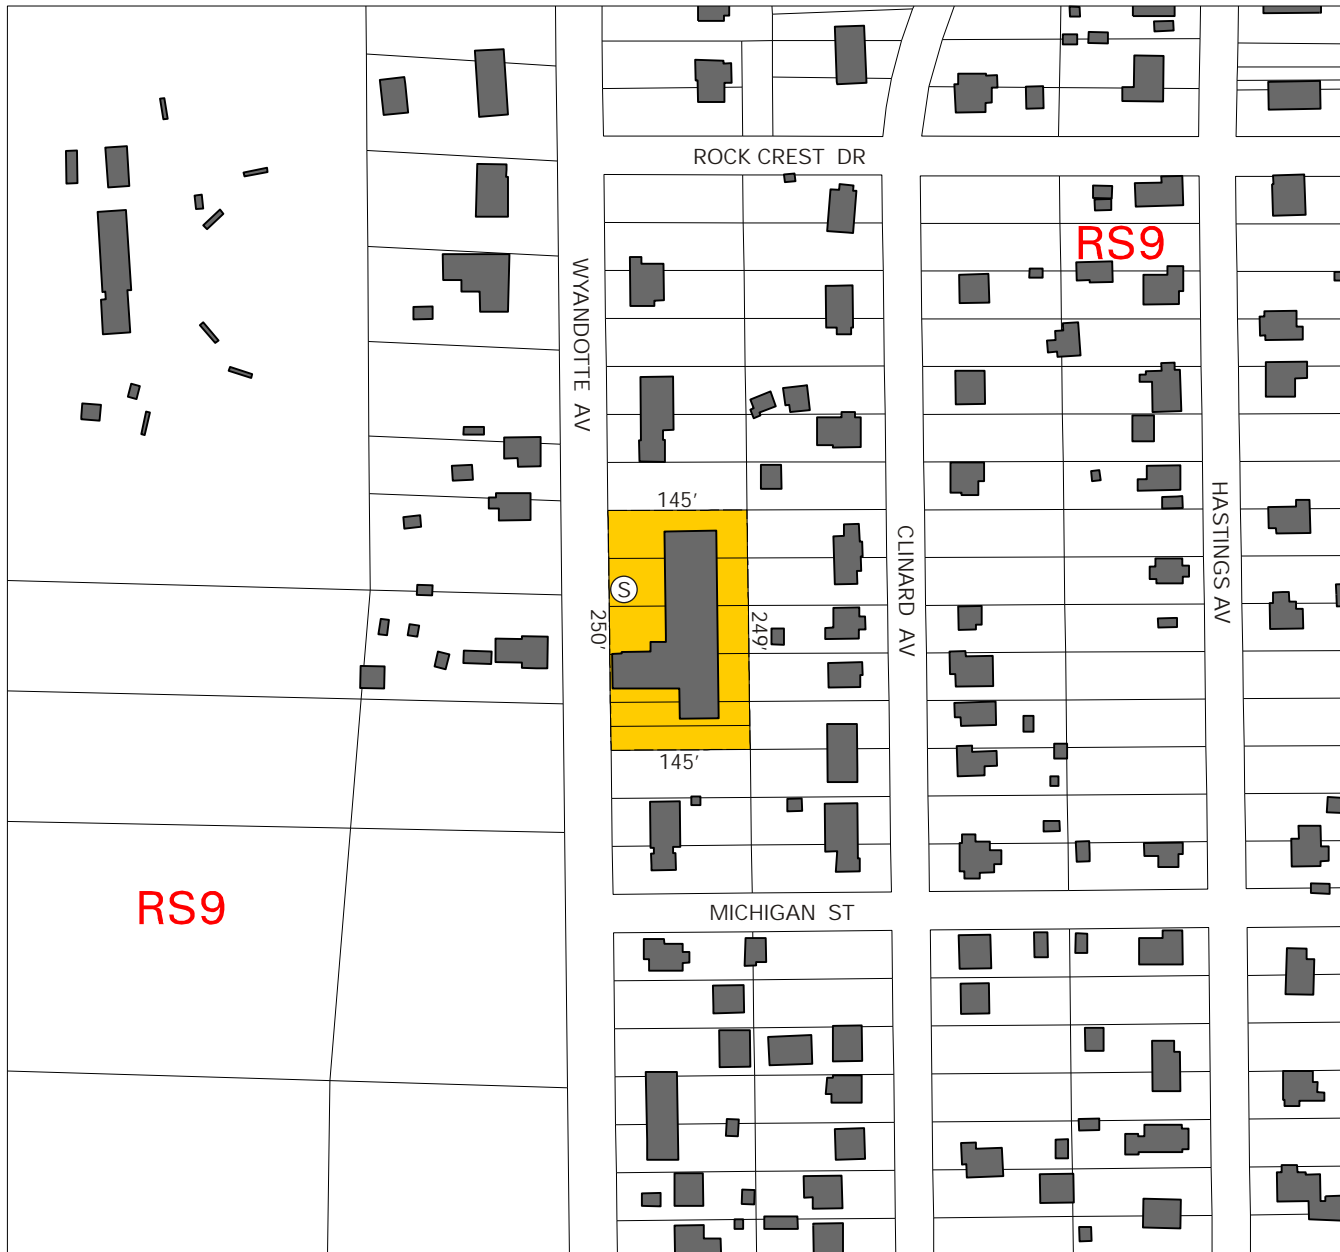 ROCK CREST DR
RS9
WYANDOTTE AV
145'
HASTINGS AV
CLINARD AV
S
250'
249'
145'
RS9
MICHIGAN ST